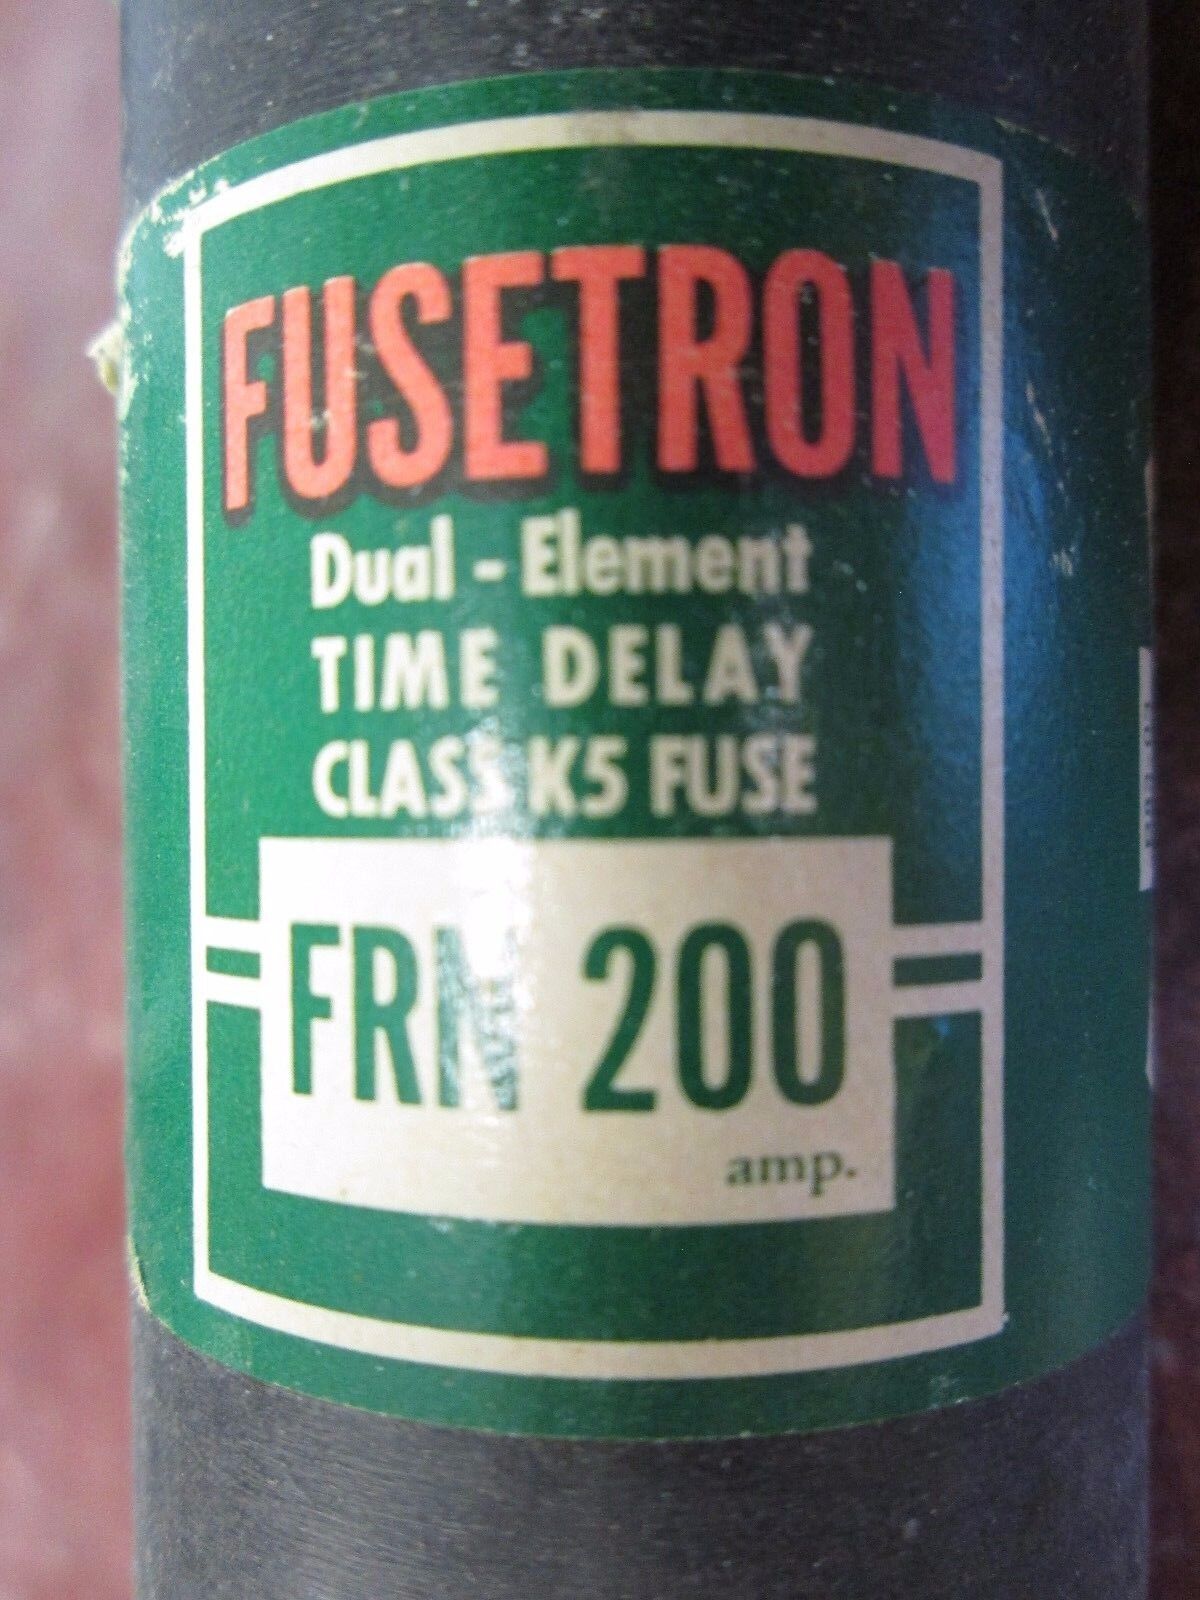 FUSETRON
Dual - Element
TIME DELAY
CLASS K5 FUSE
FRN 200
amp.